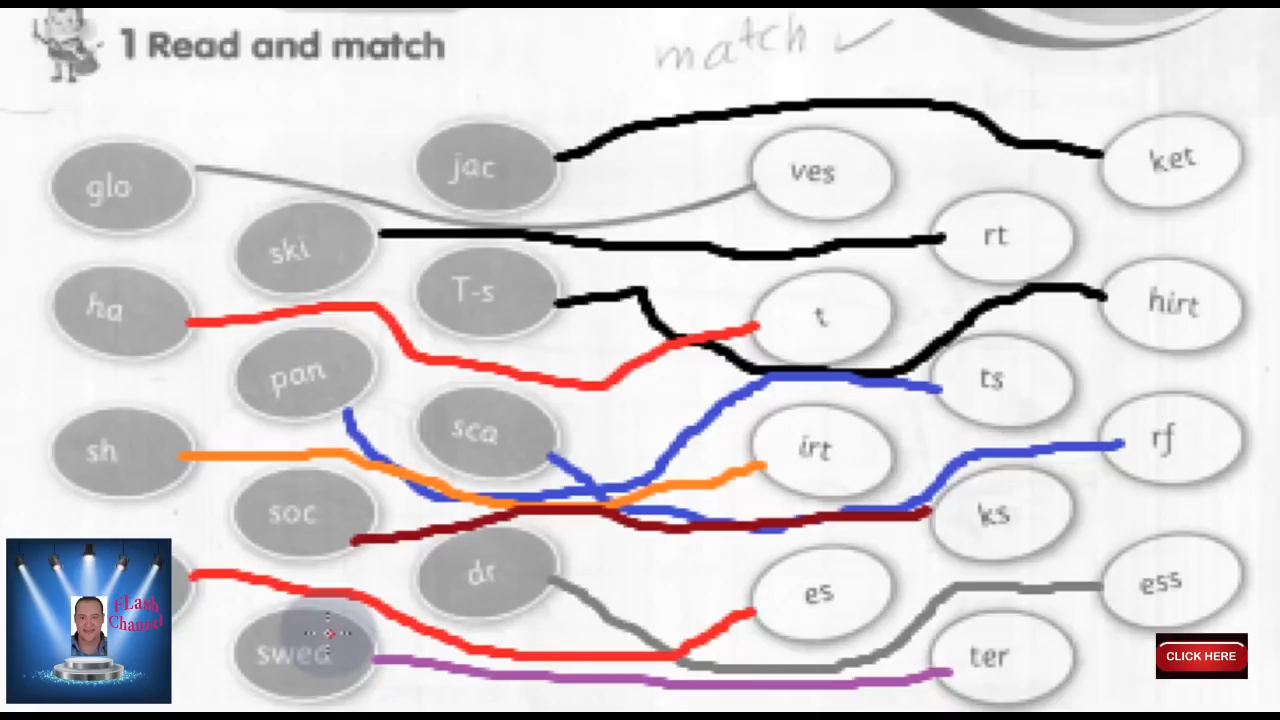 1 Read and match
match ✓
glo
jac
ves
ket
ski
rt
ha
T-s
t
hirt
pan
ts
sh
sca
irt
rf
soc
ks
dr
es
ess
swea
ter
FLash
Channel
CLICK HERE